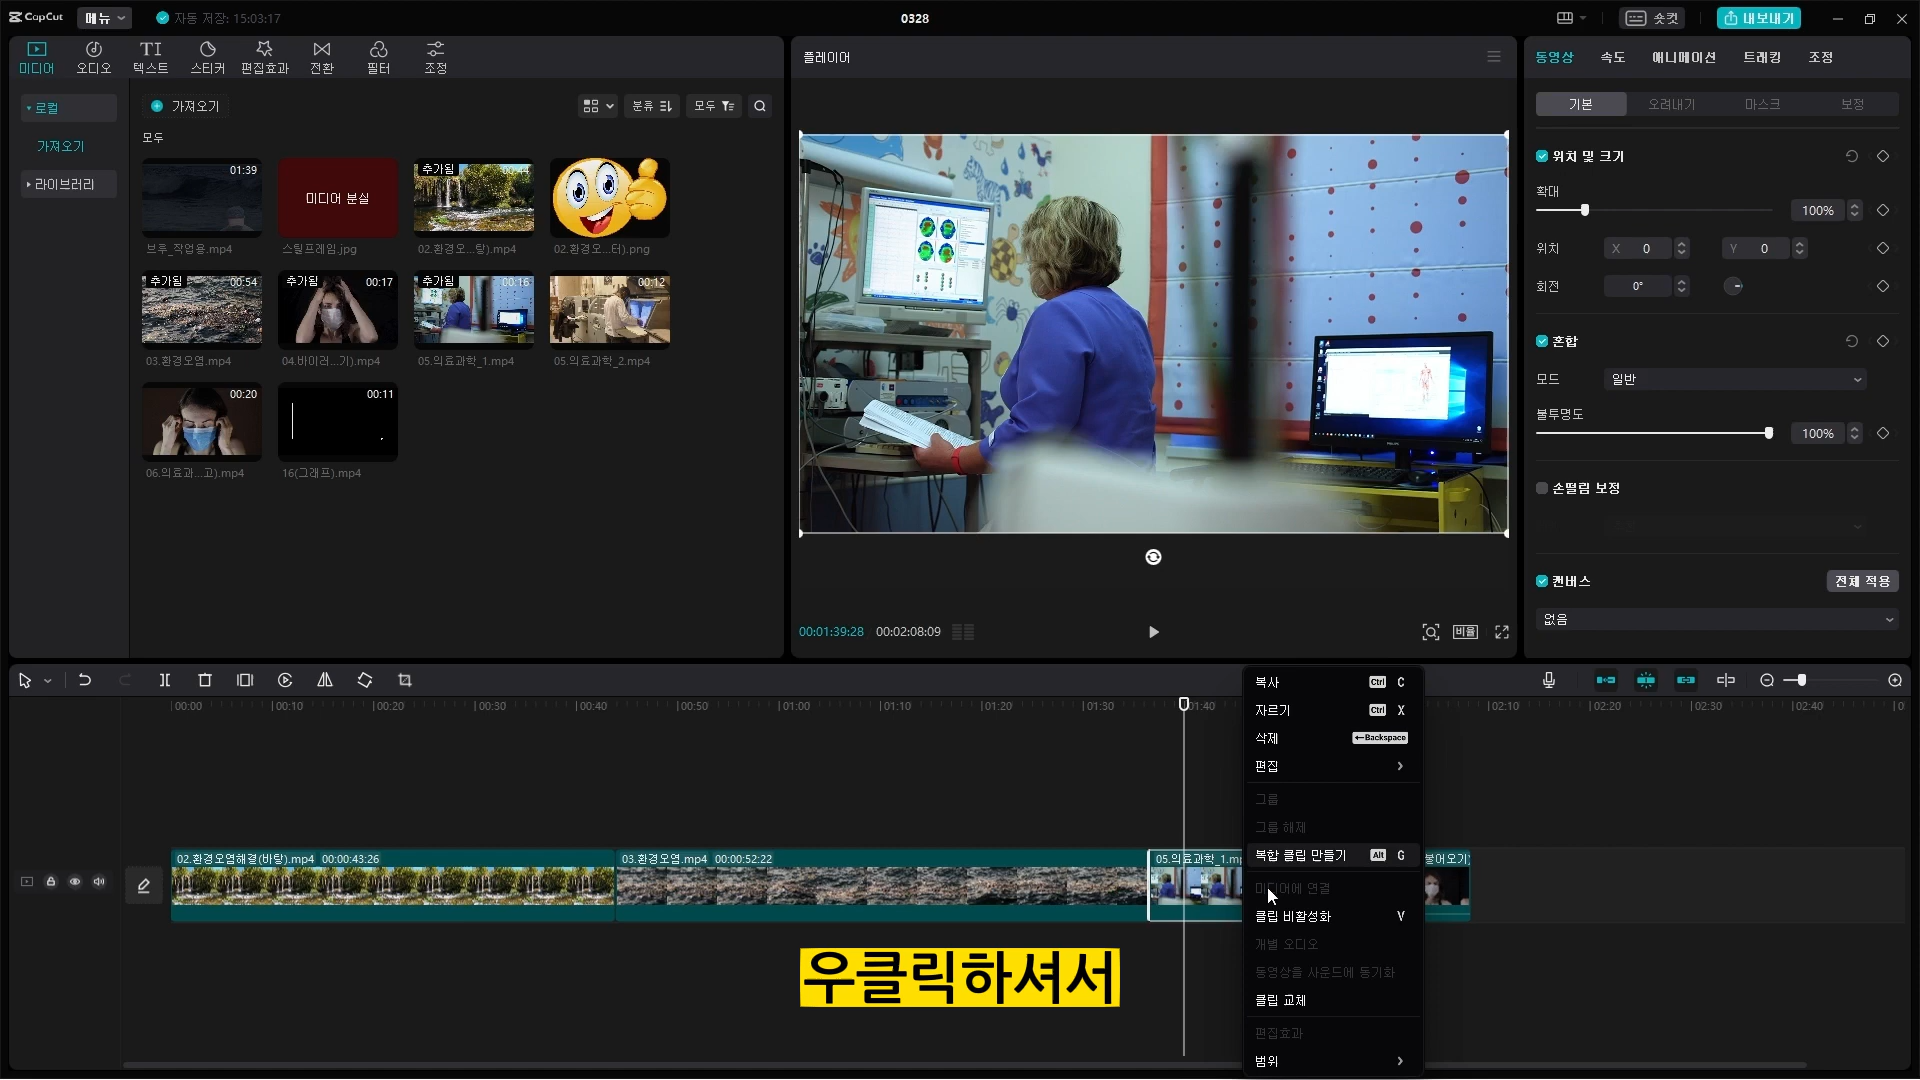 CapCut
메뉴
자동 저장: 15:03:17
0328
숏컷
내보내기
미디어
오디오
텍스트
스티커
편집효과
전환
필터
조정
로컬
가져오기
라이브러리
가져오기
분류
모두
모두
01:39
브루_작업용.mp4
미디어 분실
스틸프레임.jpg
추가됨
02.환경오...탕).mp4
02.환경오...터).png
추가됨 00:54
03.환경오염.mp4
추가됨 00:17
04.바이러...기).mp4
추가됨 00:16
05.의료과학_1.mp4
00:12
05.의료과학_2.mp4
00:20
06.의료과...고).mp4
00:11
16(그래프).mp4
플레이어
00:01:39:28 00:02:08:09
비율
동영상
속도
애니메이션
트래킹
조정
기본
오려내기
마스크
보정
위치 및 크기
확대
100%
위치
X 0
Y 0
회전
0°
혼합
모드
일반
불투명도
100%
손떨림 보정
캔버스
전체 적용
없음
00:00 00:10 00:20 00:30 00:40 00:50 01:00 01:10 01:20 01:30 01:40 02:10 02:20 02:30 02:40
02.환경오염해결(바탕).mp4 00:00:43:26
03.환경오염.mp4 00:00:52:22
05.의료과학_1.mp
붙어오기)
복사 Ctrl C
자르기 Ctrl X
삭제 ←Backspace
편집
그룹
그룹 해제
복합 클립 만들기 Alt G
미디어에 연결
클립 비활성화 V
개별 오디오
동영상을 사운드에 동기화
클립 교체
편집효과
범위
우클릭하셔서